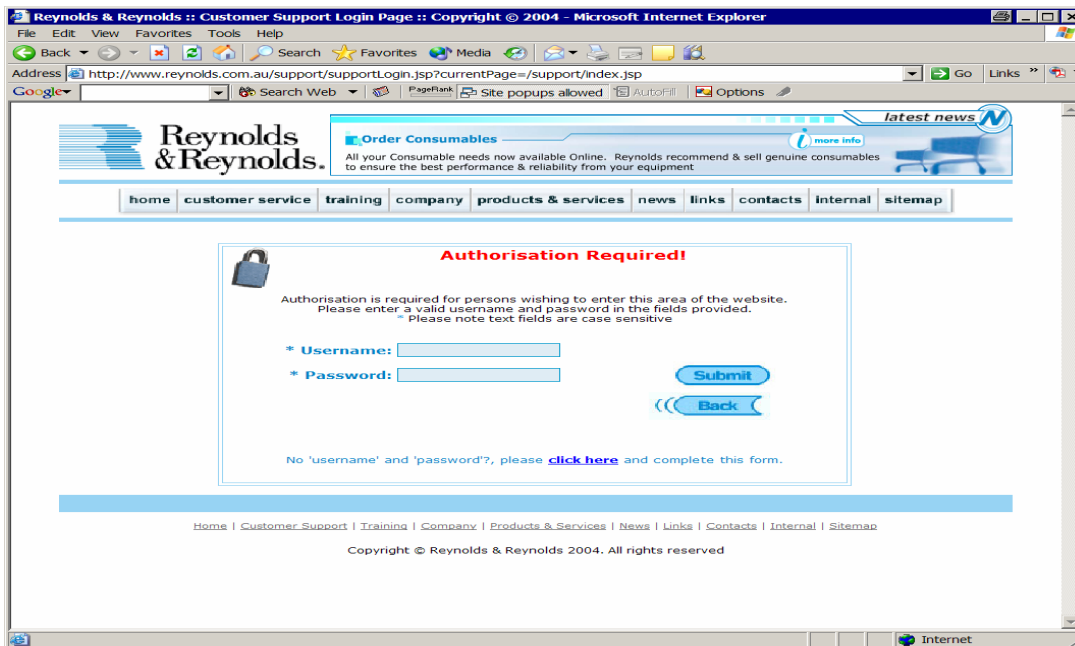 Reynolds & Reynolds :: Customer Support Login Page :: Copyright © 2004 - Microsoft Internet Explorer
File Edit View Favorites Tools Help
Back Search Favorites Media
Address http://www.reynolds.com.au/support/supportLogin.jsp?currentPage=/support/index.jsp Go Links »
Google Search Web PageRank Site popups allowed AutoFill Options
latest news N
Reynolds
&Reynolds.
Order Consumables i more info
All your Consumable needs now available Online. Reynolds recommend & sell genuine consumables
to ensure the best performance & reliability from your equipment
home customer service training company products & services news links contacts internal sitemap
Authorisation Required!
Authorisation is required for persons wishing to enter this area of the website.
Please enter a valid username and password in the fields provided.
* Please note text fields are case sensitive
* Username:
* Password: Submit
Back
No 'username' and 'password'?, please click here and complete this form.
Home | Customer Support | Training | Company | Products & Services | News | Links | Contacts | Internal | Sitemap
Copyright © Reynolds & Reynolds 2004. All rights reserved
Internet